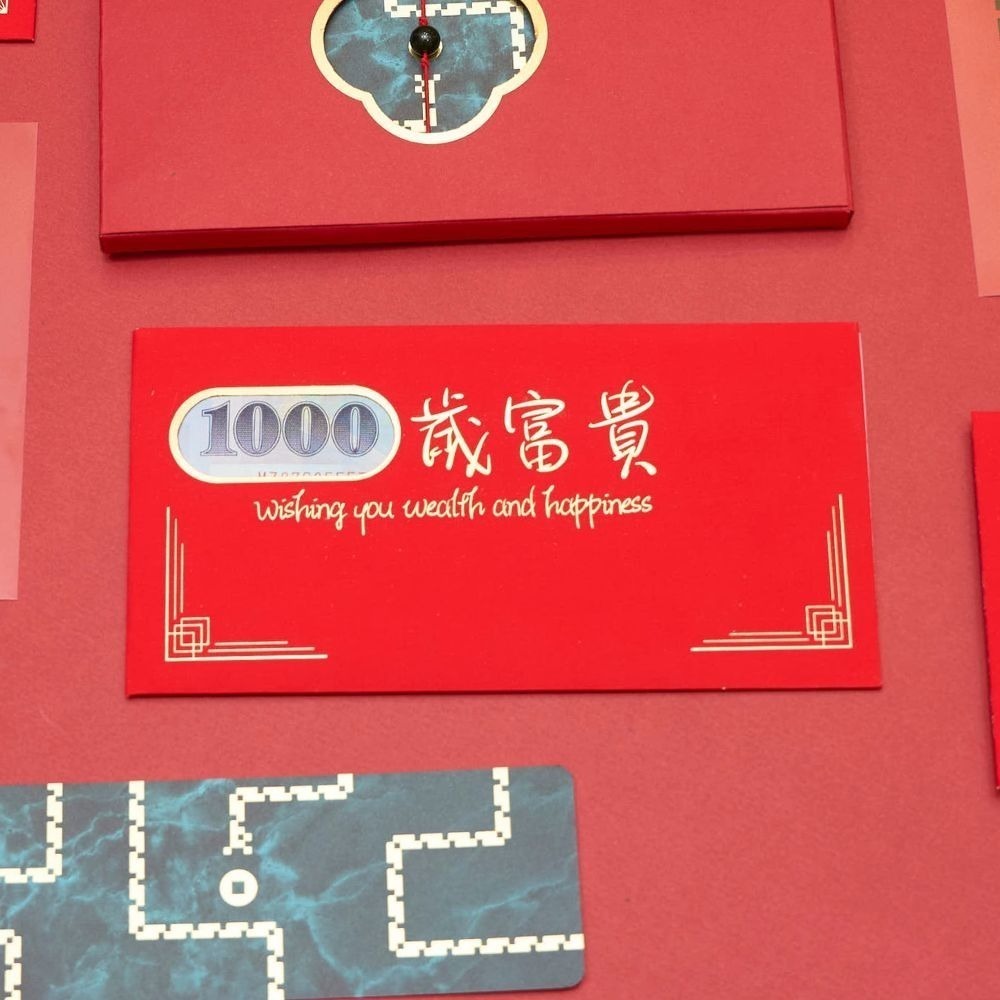 1000 歲富貴
wishing you wealth and happiness